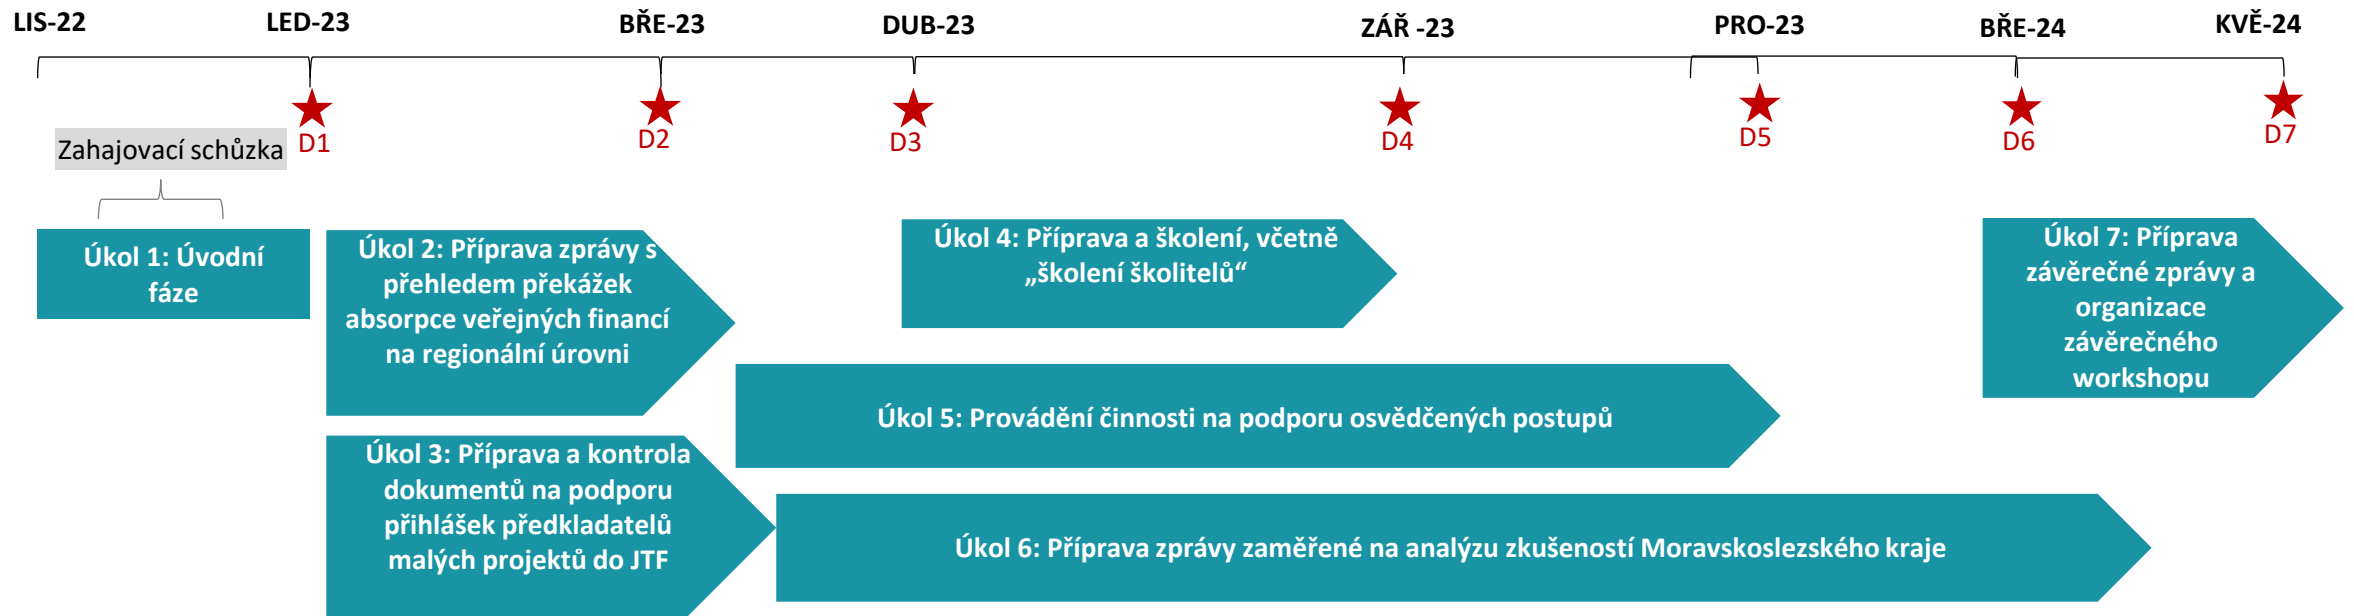 LIS-22
LED-23
BŘE-23
DUB-23
ZÁŘ -23
PRO-23
BŘE-24
KVĚ-24
D1
D2
D3
D4
D5
D6
D7
Zahajovací schůzka
Úkol 1: Úvodní
fáze
Úkol 2: Příprava zprávy s
přehledem překážek
absorpce veřejných financí
na regionální úrovni
Úkol 3: Příprava a kontrola
dokumentů na podporu
přihlášek předkladatelů
malých projektů do JTF
Úkol 4: Příprava a školení, včetně
„školení školitelů“
Úkol 5: Provádění činnosti na podporu osvědčených postupů
Úkol 6: Příprava zprávy zaměřené na analýzu zkušeností Moravskoslezského kraje
Úkol 7: Příprava
závěrečné zprávy a
organizace
závěrečného
workshopu